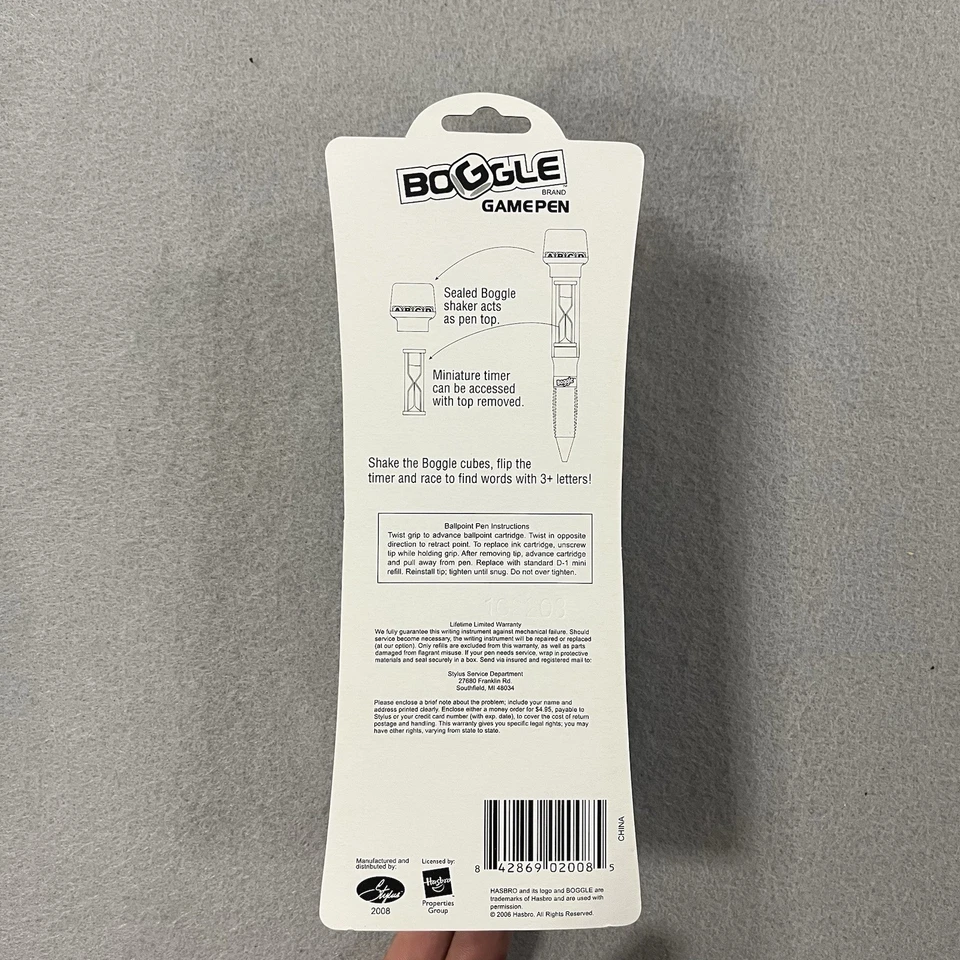 BOGGLE
BRAND
GAMEPEN
Sealed Boggle
shaker acts
as pen top.
Miniature timer
can be accessed
with top removed.
Boggle
Shake the Boggle cubes, flip the
timer and race to find words with 3+ letters!
Ballpoint Pen Instructions
Twist grip to advance ballpoint cartridge. Twist in opposite
direction to retract point. To replace ink cartridge, unscrew
tip while holding grip. After removing tip, advance cartridge
and pull away from pen. Replace with standard D-1 mini
refill. Reinstall tip; tighten until snug. Do not over tighten.
Lifetime Limited Warranty
We fully guarantee this writing instrument against mechanical failure. Should
service become necessary, the writing instrument will be repaired or replaced
(at our option). Only refills are excluded from this warranty, as well as parts
damaged from flagrant misuse. If your pen needs service, wrap in protective
materials and seal securely in a box. Send via insured and registered mail to:
Stylus Service Department
27680 Franklin Rd.
Southfield, MI 48034
Please enclose a brief note about the problem; include your name and
address printed clearly. Enclose either a money order for $4.95, payable to
Stylus or your credit card number (with exp. date), to cover the cost of return
postage and handling. This warranty gives you specific legal rights; you may
have other rights, varying from state to state.
CHINA
8 42869 02008 5
Manufactured and
distributed by:
Stylus
2008
Licensed by:
Hasbro
Properties
Group
HASBRO and its logo and BOGGLE are
trademarks of Hasbro and are used with
permission.
© 2006 Hasbro. All Rights Reserved.